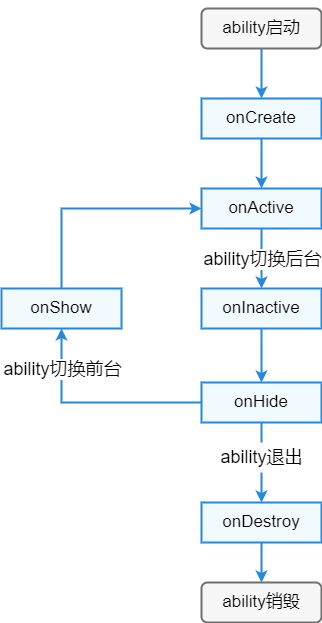 ability启动
onCreate
onActive
ability切换后台
onShow
onInactive
ability切换前台
onHide
ability退出
onDestroy
ability销毁